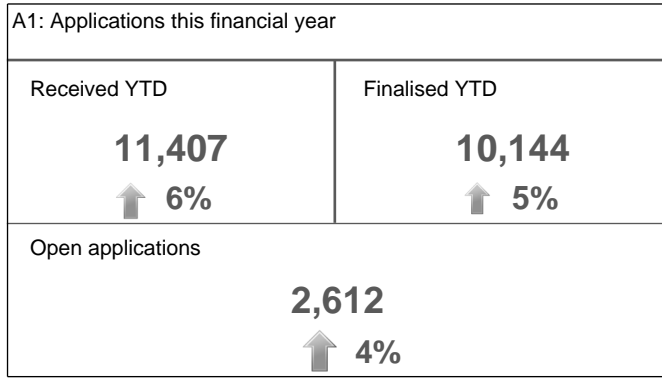 A1: Applications this financial year
Received YTD
Finalised YTD
11,407
10,144
6%
5%
Open applications
2,612
4%